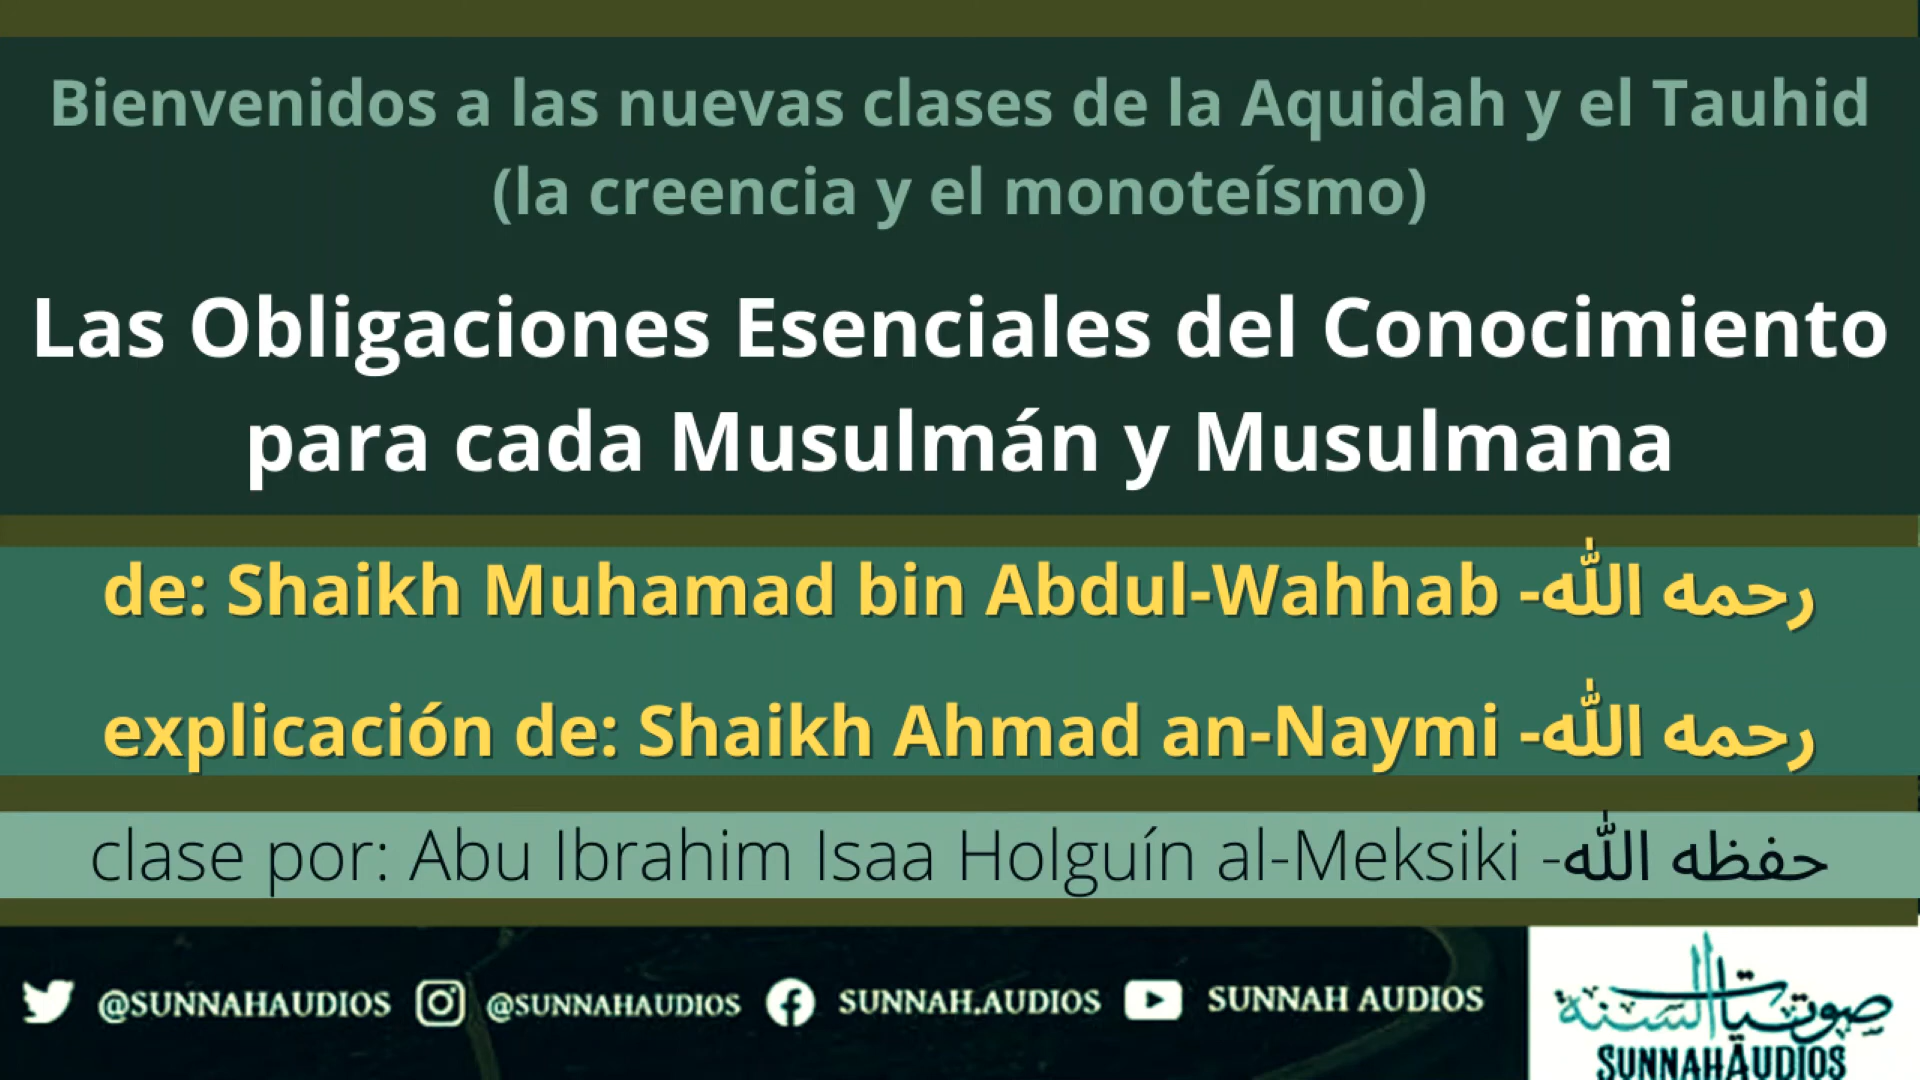 Bienvenidos a las nuevas clases de la Aquidah y el Tauhid
(la creencia y el monoteísmo)
Las Obligaciones Esenciales del Conocimiento
para cada Musulmán y Musulmana
de: Shaikh Muhamad bin Abdul-Wahhab -رحمه الله
explicación de: Shaikh Ahmad an-Naymi -رحمه الله
clase por: Abu Ibrahim Isaa Holguín al-Meksiki -حفظه الله
@SUNNAHAUDIOS @SUNNAHAUDIOS SUNNAH.AUDIOS SUNNAH AUDIOS
صوتيات السنة
SUNNAHAUDIOS